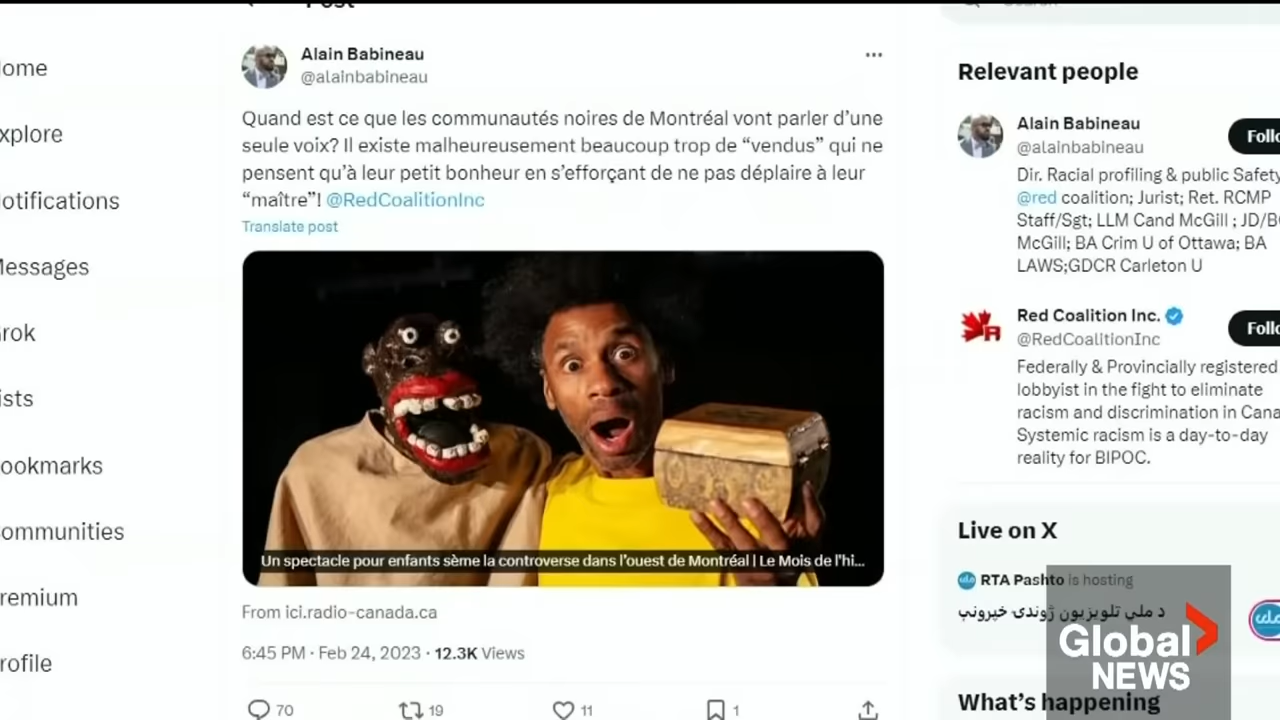 Post
ome
xplore
otifications
essages
rok
ists
ookmarks
ommunities
remium
rofile
Alain Babineau
@alainbabineau
Quand est ce que les communautés noires de Montréal vont parler d’une
seule voix? Il existe malheureusement beaucoup trop de “vendus” qui ne
pensent qu’à leur petit bonheur en s’efforçant de ne pas déplaire à leur
“maître”! @RedCoalitionInc
Translate post
Un spectacle pour enfants sème la controverse dans l’ouest de Montréal | Le Mois de l’hi...
From ici.radio-canada.ca
6:45 PM · Feb 24, 2023 · 12.3K Views
70 19 11 1
Search
Relevant people
Alain Babineau
@alainbabineau
Follo
Dir. Racial profiling & public Safety
@red coalition; Jurist; Ret. RCMP
Staff/Sgt; LLM Cand McGill ; JD/BC
McGill; BA Crim U of Ottawa; BA
LAWS;GDCR Carleton U
Red Coalition Inc.
@RedCoalitionInc
Follo
Federally & Provincially registered
lobbyist in the fight to eliminate
racism and discrimination in Cana
Systemic racism is a day-to-day
reality for BIPOC.
Live on X
RTA Pashto is hosting
د ملي تلویزیون ژوندۍ خپرونې
What’s happening
Global
NEWS